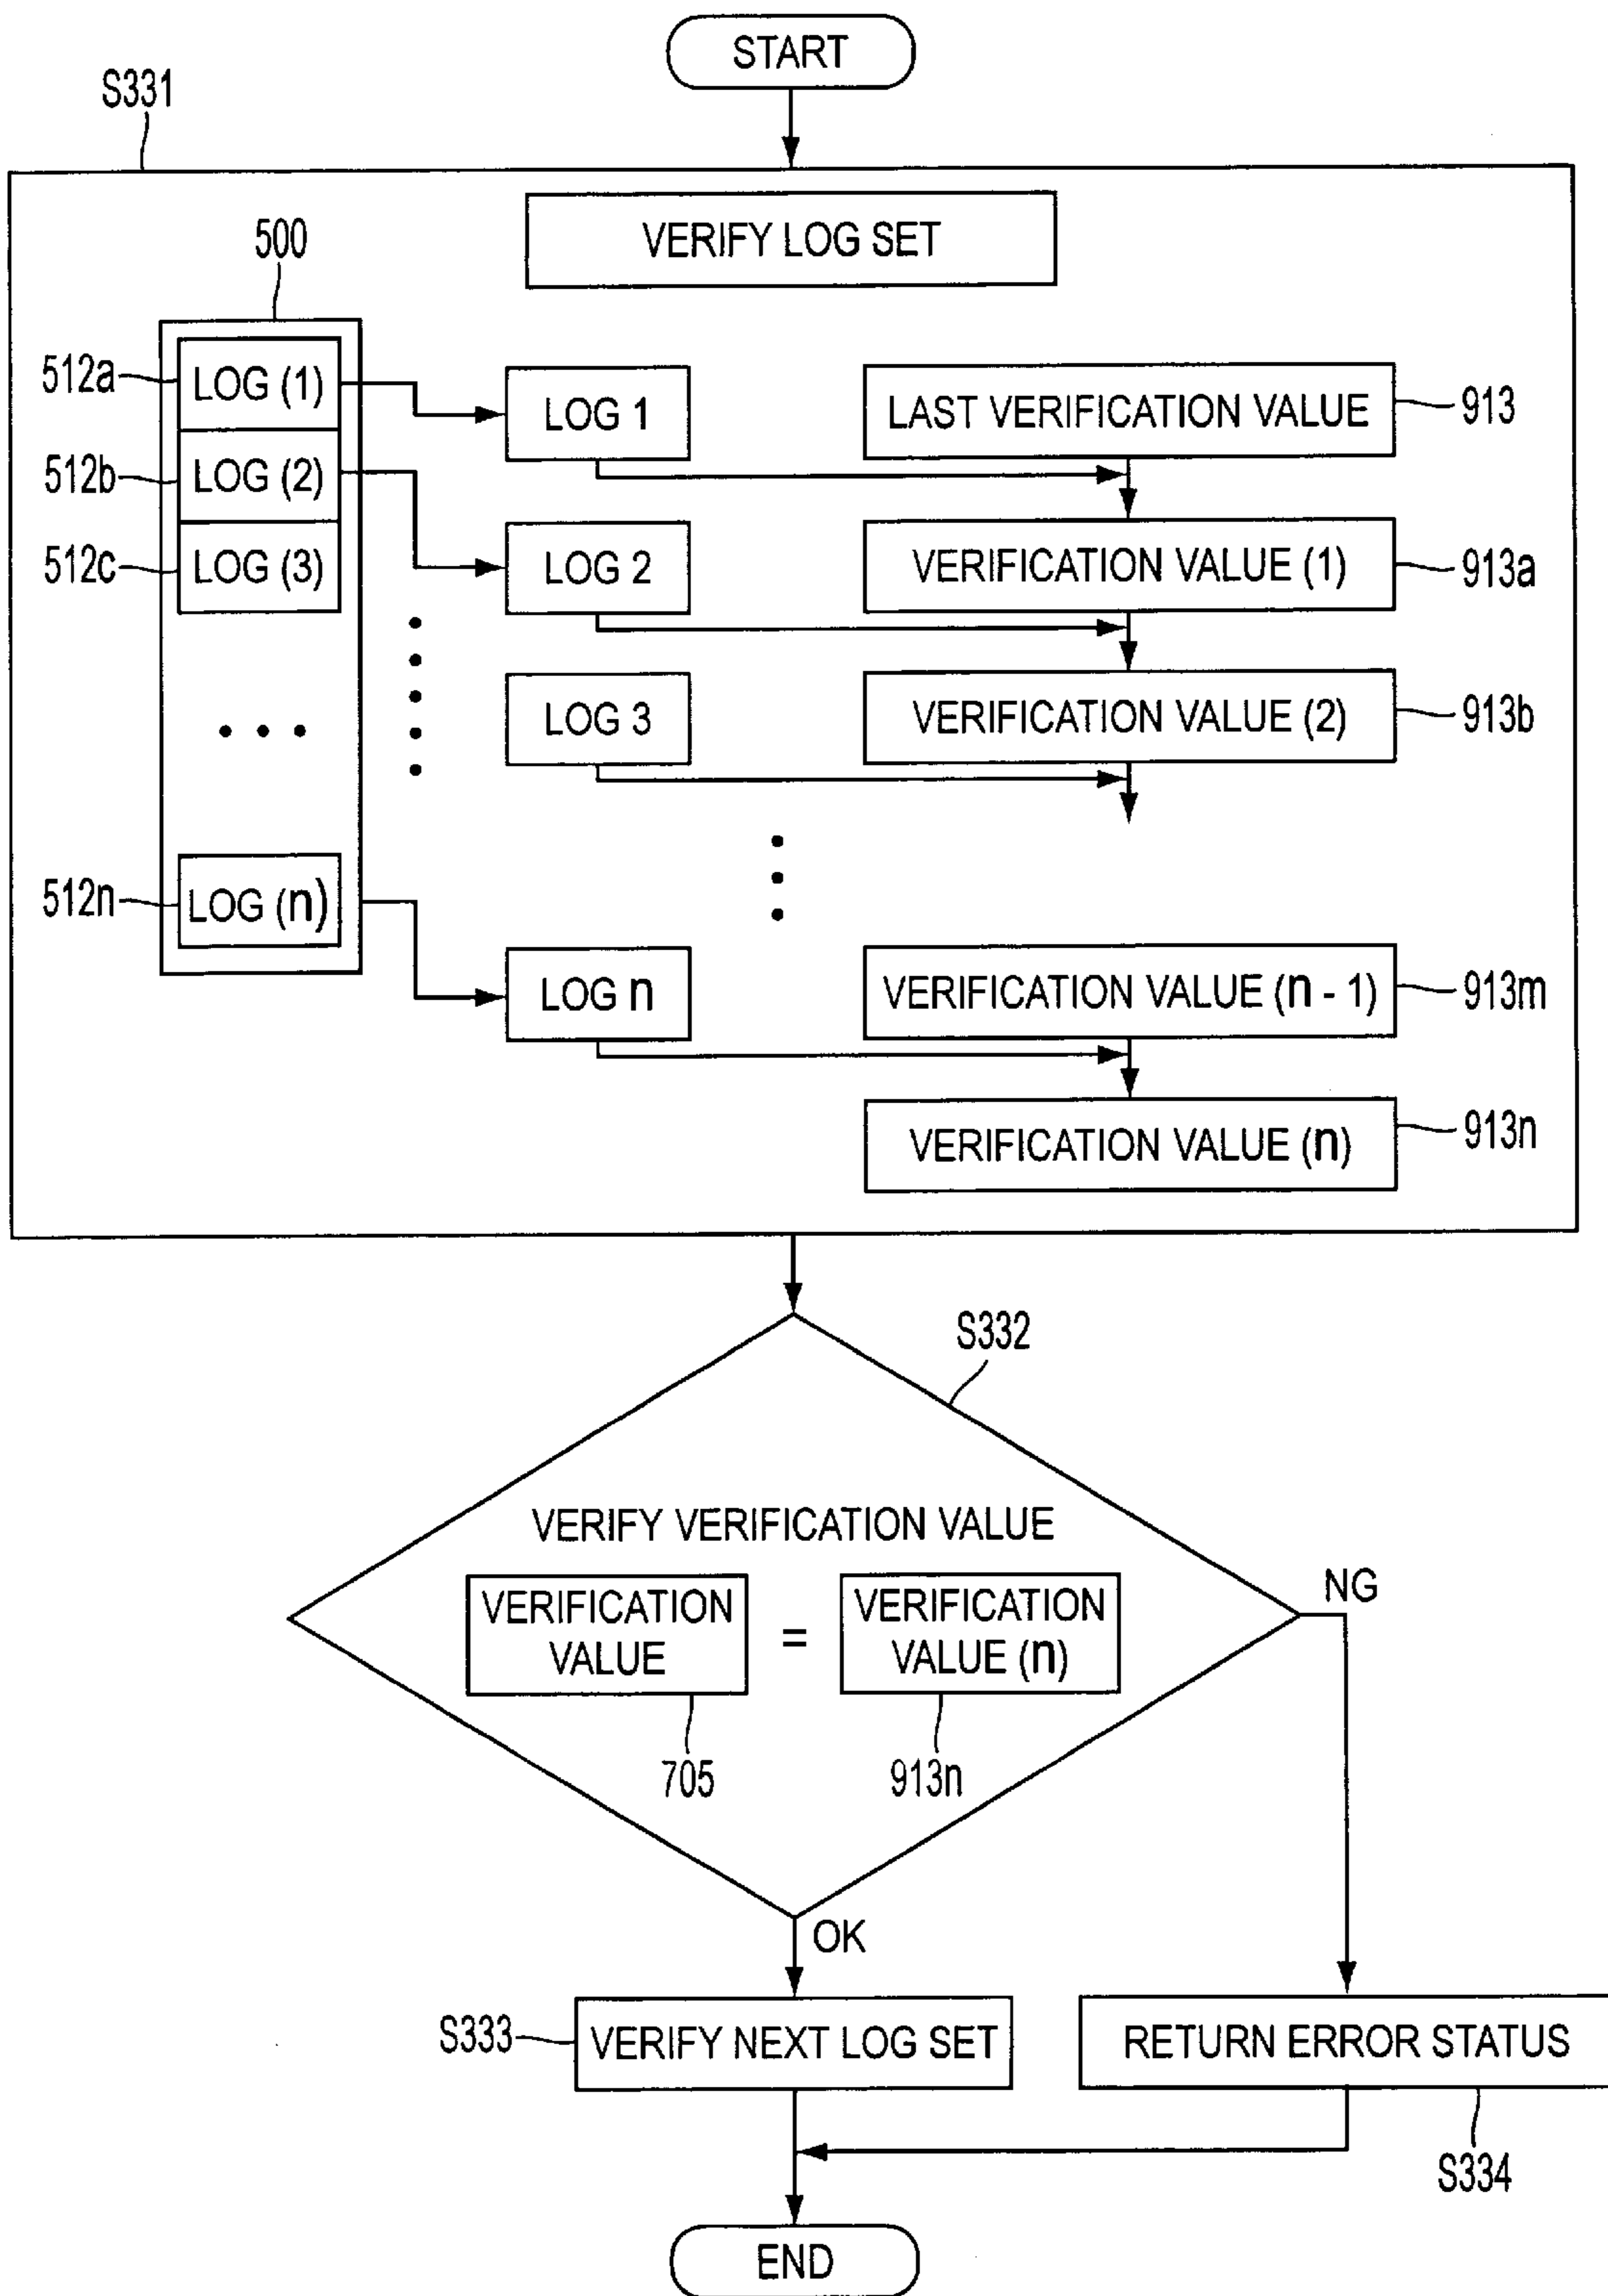 START
S331
VERIFY LOG SET
500
512a
LOG (1)
LOG 1
LAST VERIFICATION VALUE
913
512b
LOG (2)
512c
LOG (3)
LOG 2
VERIFICATION VALUE (1)
913a
LOG 3
VERIFICATION VALUE (2)
913b
512n
LOG (n)
LOG n
VERIFICATION VALUE (n - 1)
913m
VERIFICATION VALUE (n)
913n
S332
VERIFY VERIFICATION VALUE
VERIFICATION
VALUE
=
VERIFICATION
VALUE (n)
705
913n
NG
OK
S333
VERIFY NEXT LOG SET
RETURN ERROR STATUS
S334
END